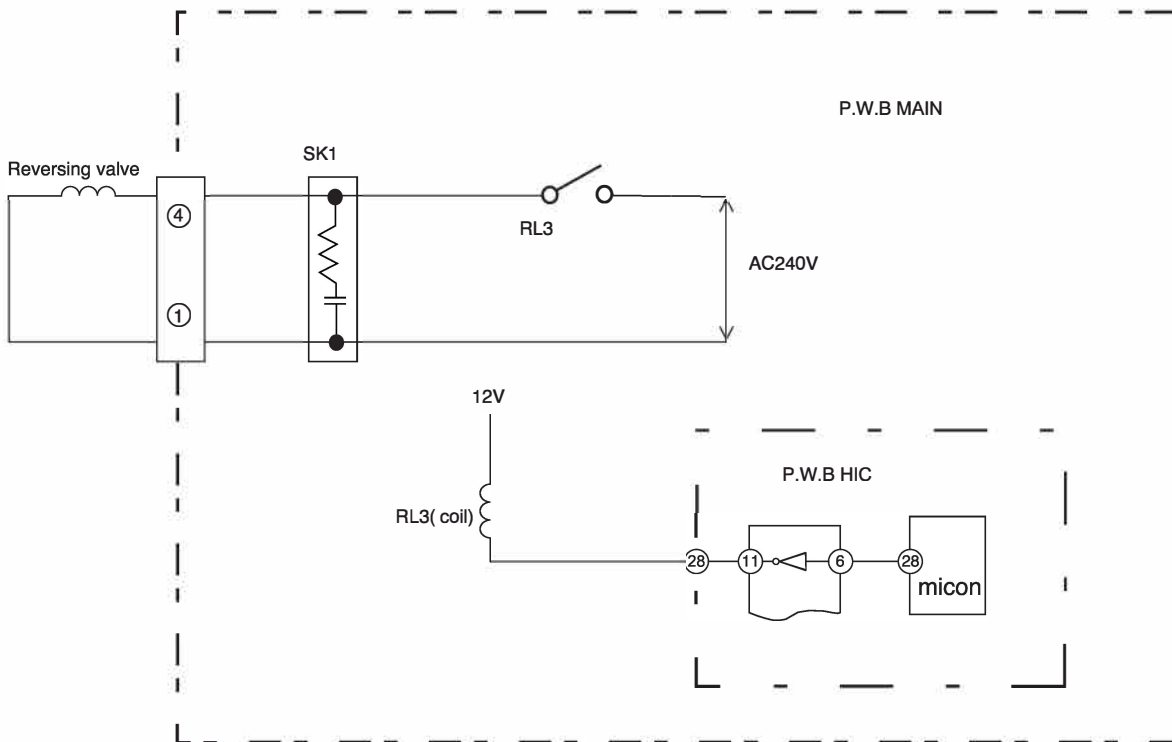 P.W.B MAIN
SK1
Reversing valve
4
RL3
AC240V
1
12V
P.W.B HIC
RL3( coil)
28 11 6 28
micon